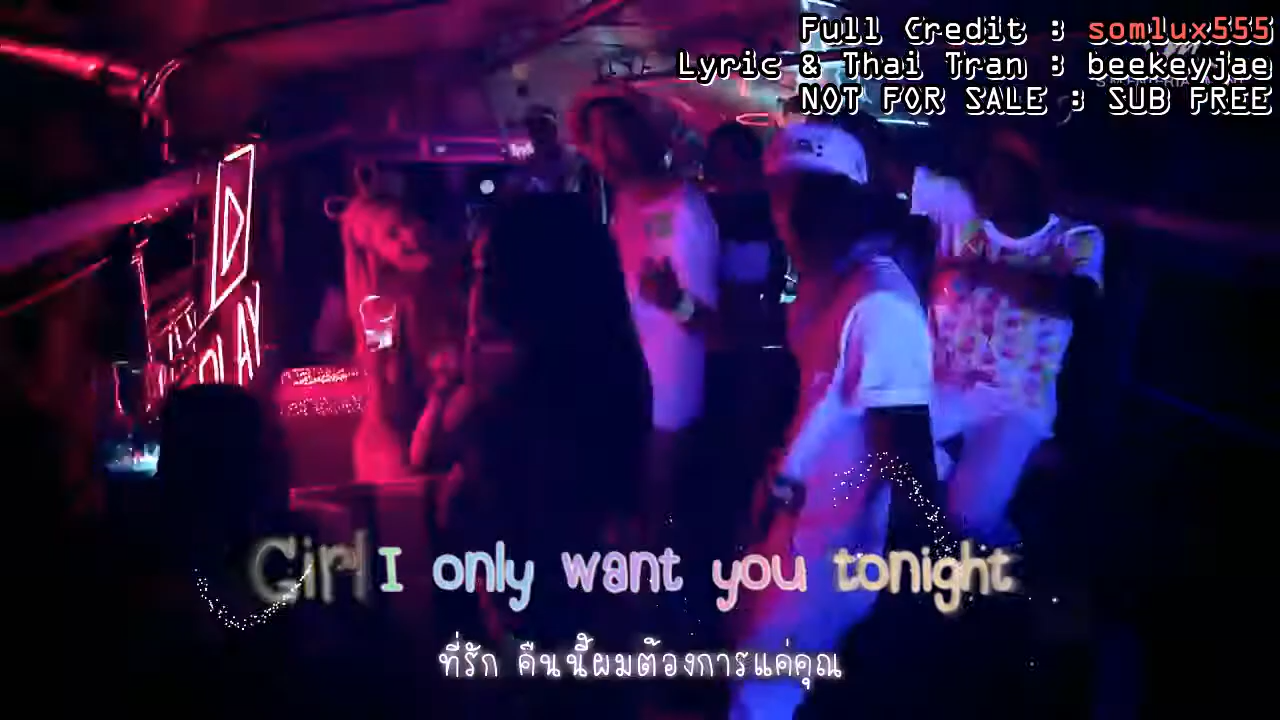 Full Credit : somlux555
Lyric & Thai Tran : beekeyjae
NOT FOR SALE : SUB FREE
D
Girl I only want you tonight
ที่รัก คืนนี้ผมต้องการแค่คุณ